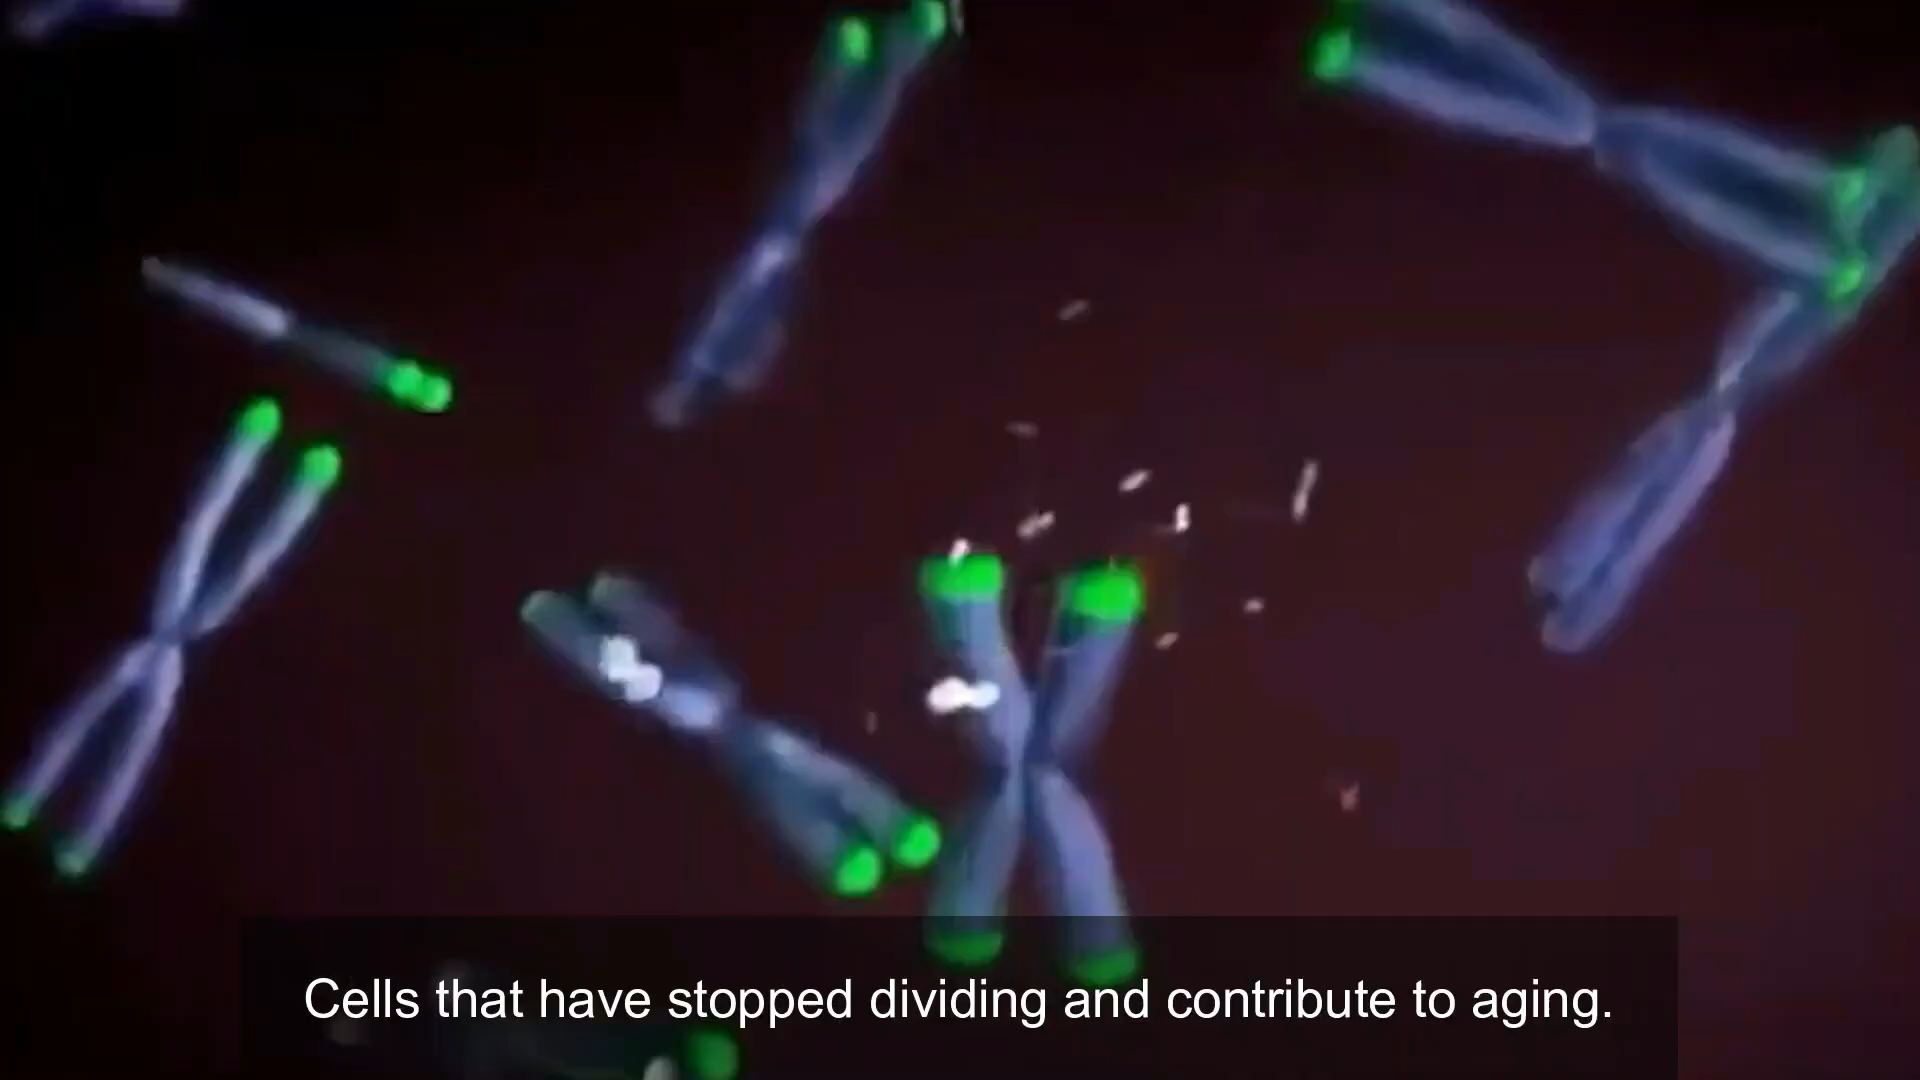 Cells that have stopped dividing and contribute to aging.